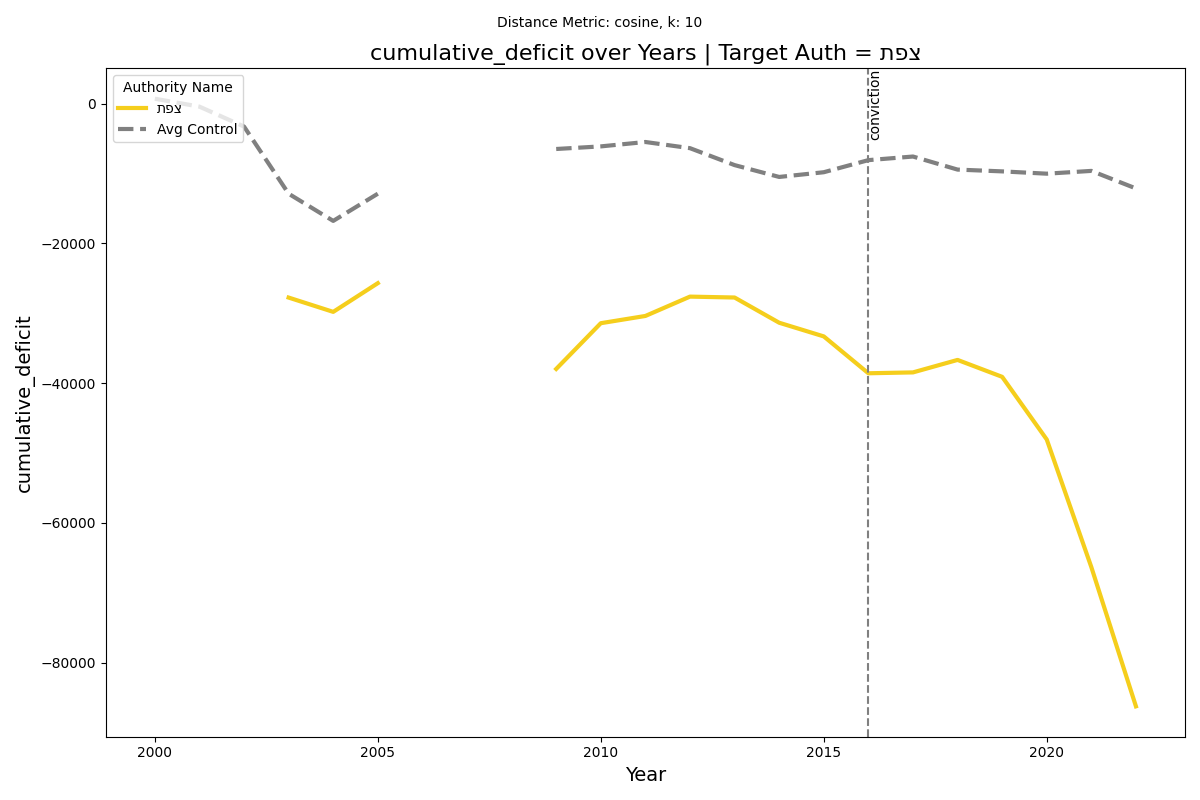 Distance Metric: cosine, k: 10
cumulative_deficit over Years | Target Auth = צפת
Authority Name
צפת
Avg Control
conviction
cumulative_deficit
0
−20000
−40000
−60000
−80000
2000
2005
2010
2015
2020
Year